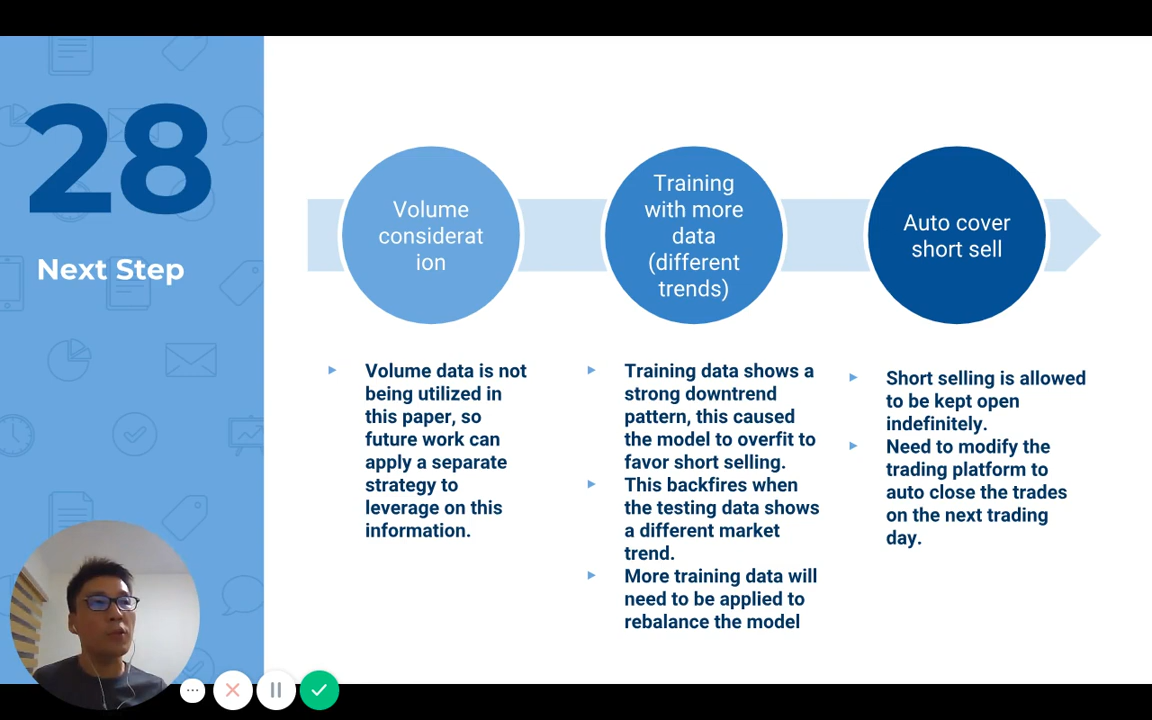 28
Next Step
Volume
considerat
ion
Training
with more
data
(different
trends)
Auto cover
short sell
Volume data is not
being utilized in
this paper, so
future work can
apply a separate
strategy to
leverage on this
information.
Training data shows a
strong downtrend
pattern, this caused
the model to overfit to
favor short selling.
This backfires when
the testing data shows
a different market
trend.
More training data will
need to be applied to
rebalance the model
Short selling is allowed
to be kept open
indefinitely.
Need to modify the
trading platform to
auto close the trades
on the next trading
day.